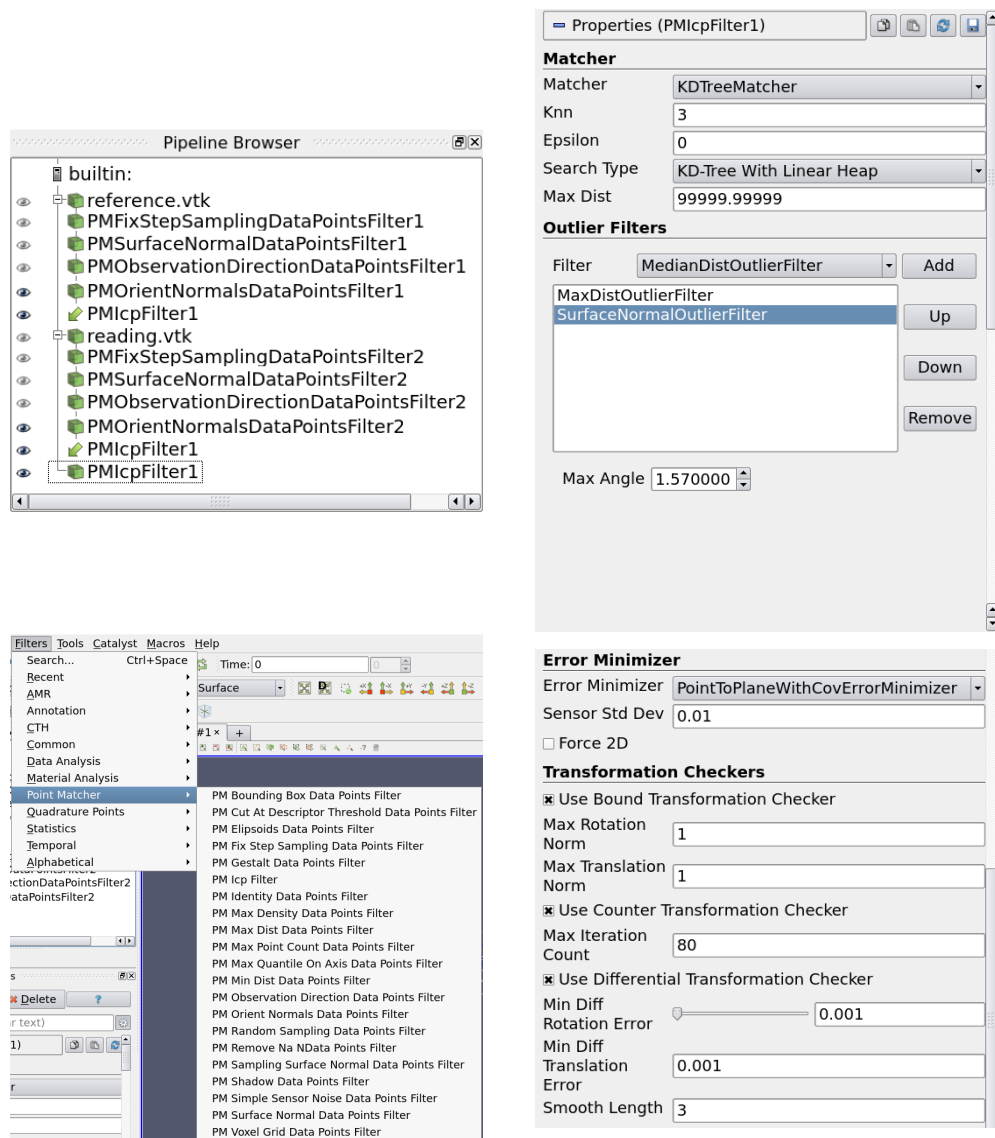 Pipeline Browser
builtin:
reference.vtk
PMFixStepSamplingDataPointsFilter1
PMSurfaceNormalDataPointsFilter1
PMObservationDirectionDataPointsFilter1
PMOrientNormalsDataPointsFilter1
PMIcpFilter1
reading.vtk
PMFixStepSamplingDataPointsFilter2
PMSurfaceNormalDataPointsFilter2
PMObservationDirectionDataPointsFilter2
PMOrientNormalsDataPointsFilter2
PMIcpFilter1
PMIcpFilter1
Properties (PMIcpFilter1)
Matcher
Matcher KDTreeMatcher
Knn 3
Epsilon 0
Search Type KD-Tree With Linear Heap
Max Dist 99999.99999
Outlier Filters
Filter MedianDistOutlierFilter Add
MaxDistOutlierFilter
SurfaceNormalOutlierFilter
Up
Down
Remove
Max Angle 1.570000
Filters Tools Catalyst Macros Help
Search... Ctrl+Space
Recent
AMR
Annotation
CTH
Common
Data Analysis
Material Analysis
Point Matcher
Quadrature Points
Statistics
Temporal
Alphabetical
Time: 0 0
Surface
#1 × +
PM Bounding Box Data Points Filter
PM Cut At Descriptor Threshold Data Points Filter
PM Elipsoids Data Points Filter
PM Fix Step Sampling Data Points Filter
PM Gestalt Data Points Filter
PM Icp Filter
PM Identity Data Points Filter
PM Max Density Data Points Filter
PM Max Dist Data Points Filter
PM Max Point Count Data Points Filter
PM Max Quantile On Axis Data Points Filter
PM Min Dist Data Points Filter
PM Observation Direction Data Points Filter
PM Orient Normals Data Points Filter
PM Random Sampling Data Points Filter
PM Remove Na NData Points Filter
PM Sampling Surface Normal Data Points Filter
PM Shadow Data Points Filter
PM Simple Sensor Noise Data Points Filter
PM Surface Normal Data Points Filter
PM Voxel Grid Data Points Filter
ectionDataPointsFilter2
ataPointsFilter2
s
Delete ?
r text)
1)
r
Error Minimizer
Error Minimizer PointToPlaneWithCovErrorMinimizer
Sensor Std Dev 0.01
Force 2D
Transformation Checkers
Use Bound Transformation Checker
Max Rotation
Norm 1
Max Translation
Norm 1
Use Counter Transformation Checker
Max Iteration
Count 80
Use Differential Transformation Checker
Min Diff
Rotation Error 0.001
Min Diff
Translation 0.001
Error
Smooth Length 3